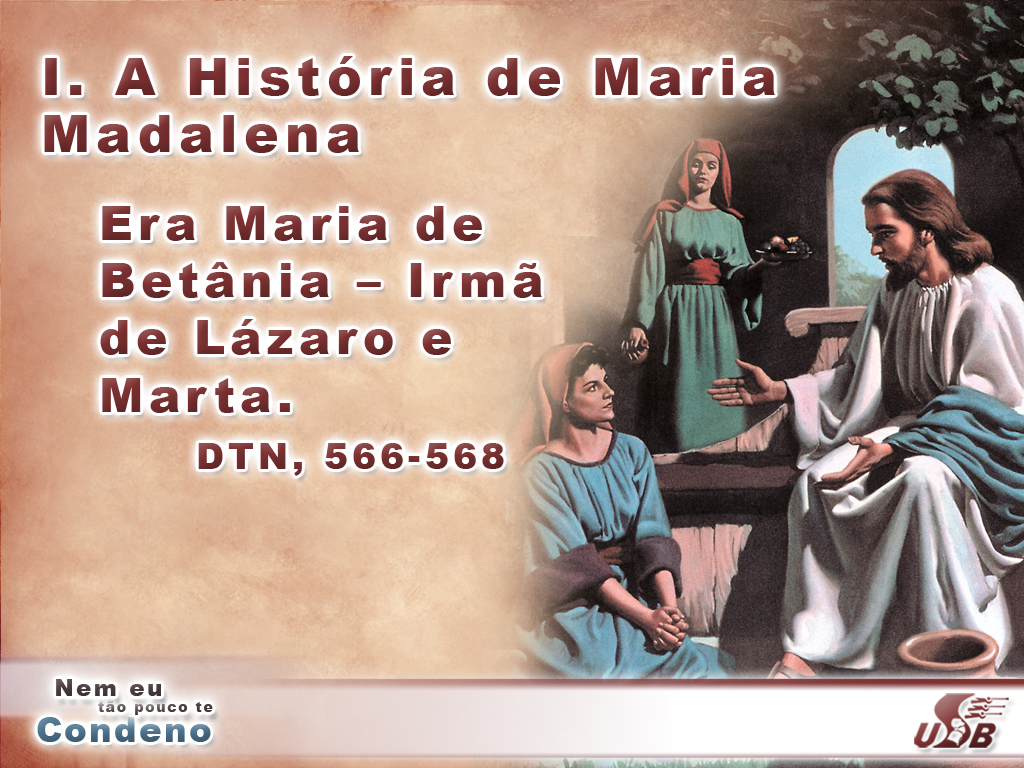 I. A História de Maria
Madalena
Era Maria de
Betânia – Irmã
de Lázaro e
Marta.
DTN, 566-568
Nem eu
tão pouco te
Condeno
USB